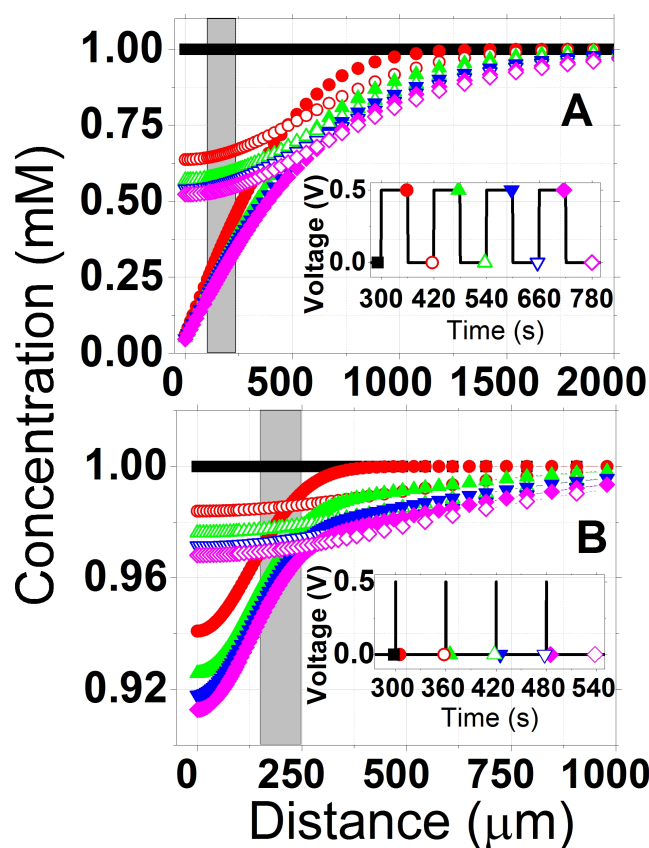 Concentration (mM)
1.00
0.75
0.50
0.25
0.00
A
Voltage (V)
0.5
0.0
300 420 540 660 780
Time (s)
0 500 1000 1500 2000
1.00
0.96
0.92
B
Voltage (V)
0.5
0.0
300 360 420 480 540
Time (s)
0 250 500 750 1000
Distance (μm)